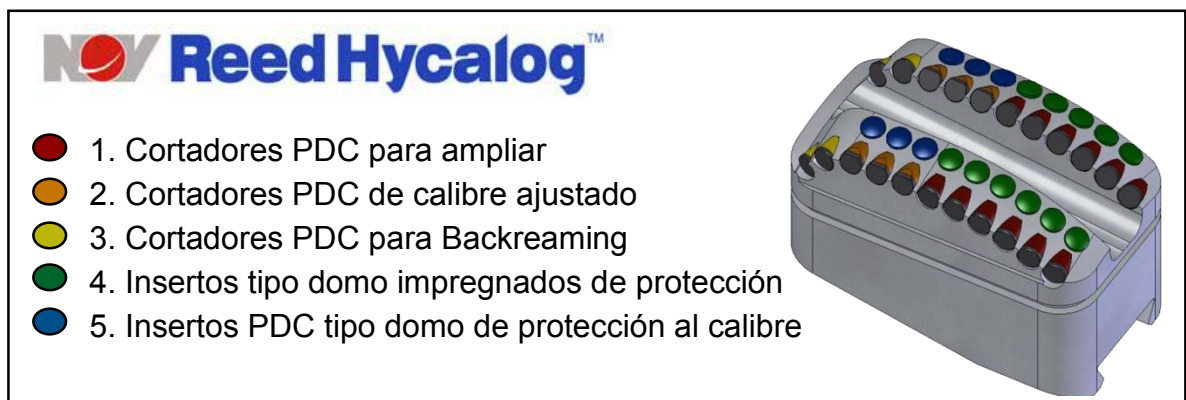 NOV Reed Hycalog™
1. Cortadores PDC para ampliar
2. Cortadores PDC de calibre ajustado
3. Cortadores PDC para Backreaming
4. Insertos tipo domo impregnados de protección
5. Insertos PDC tipo domo de protección al calibre